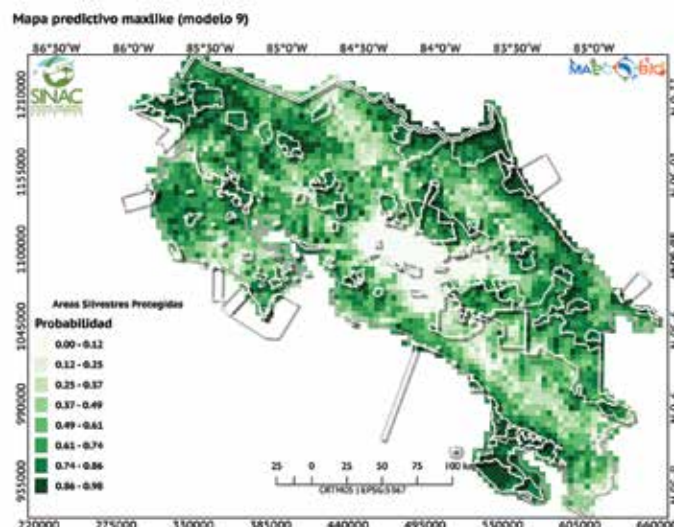 Mapa predictivo maxlike (modelo 9)
86°30'W 86°0'W 85°30'W 85°0'W 84°30'W 84°0'W 83°30'W 83°0'W
SINAC
1210000
1155000
1100000
1045000
990000
935000
Areas Silvestres Protegidas
Probabilidad
0.00 - 0.12
0.12 - 0.25
0.25 - 0.37
0.37 - 0.49
0.49 - 0.61
0.61 - 0.74
0.74 - 0.86
0.86 - 0.98
25 0 25 50 75 100 km
CRTM05 | EPSG:5367
220000 275000 330000 385000 440000 495000 550000 605000 660000